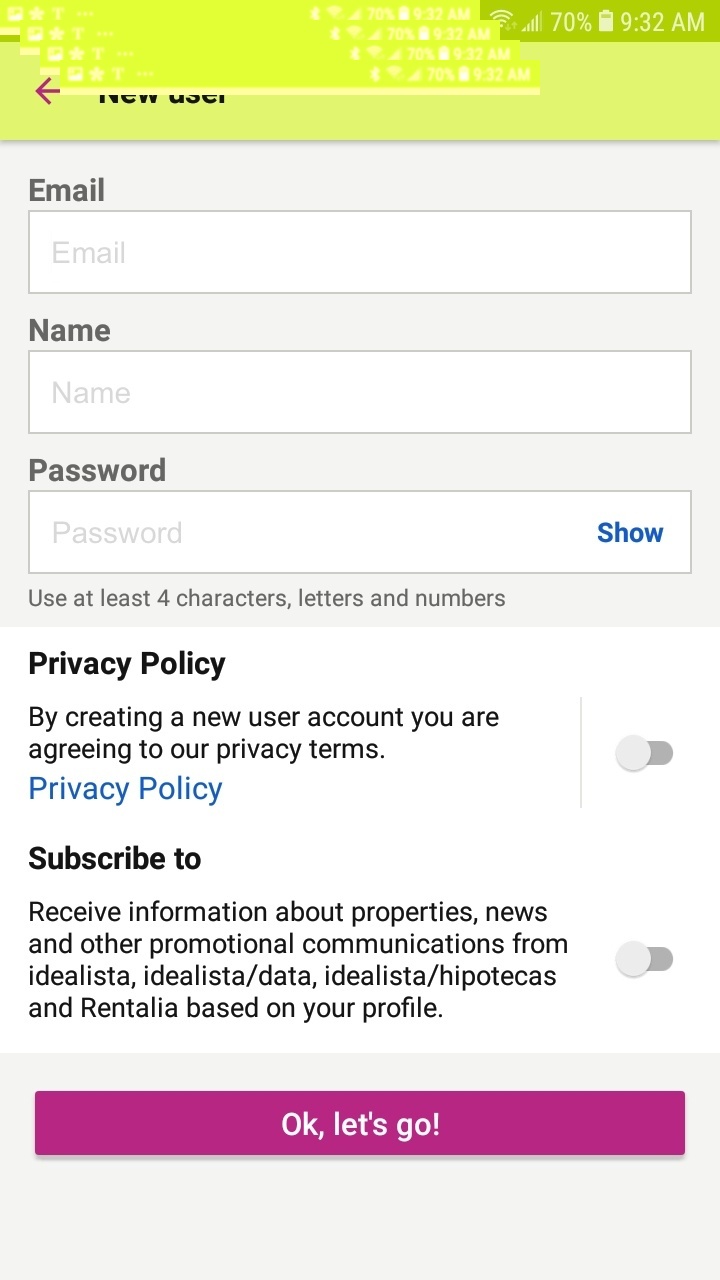 70% 9:32 AM
70% 9:32 AM
70% 9:32 AM
70% 9:32 AM
70% 9:32 AM
New user
Email
Email
Name
Name
Password
Password Show
Use at least 4 characters, letters and numbers
Privacy Policy
By creating a new user account you are
agreeing to our privacy terms.
Privacy Policy
Subscribe to
Receive information about properties, news
and other promotional communications from
idealista, idealista/data, idealista/hipotecas
and Rentalia based on your profile.
Ok, let's go!